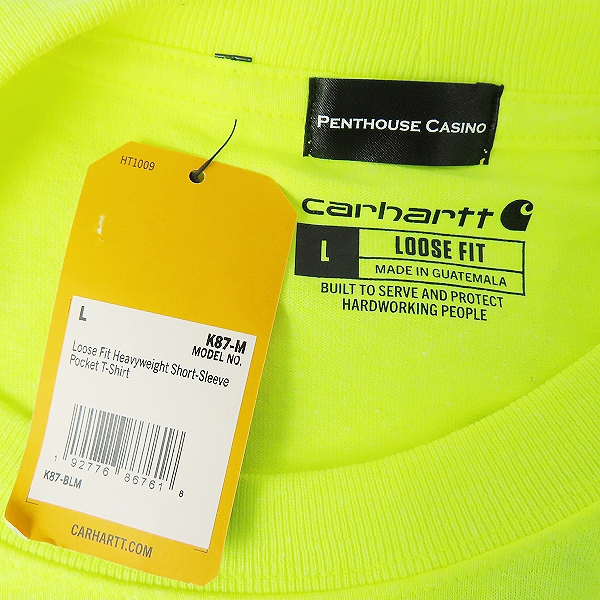 HT1009
L
K87-M
MODEL NO.
Loose Fit Heavyweight Short-Sleeve
Pocket T-Shirt
1 92776 86761 8
K87-BLM
CARHARTT.COM
PENTHOUSE CASINO
carhartt
L
LOOSE FIT
MADE IN GUATEMALA
BUILT TO SERVE AND PROTECT
HARDWORKING PEOPLE